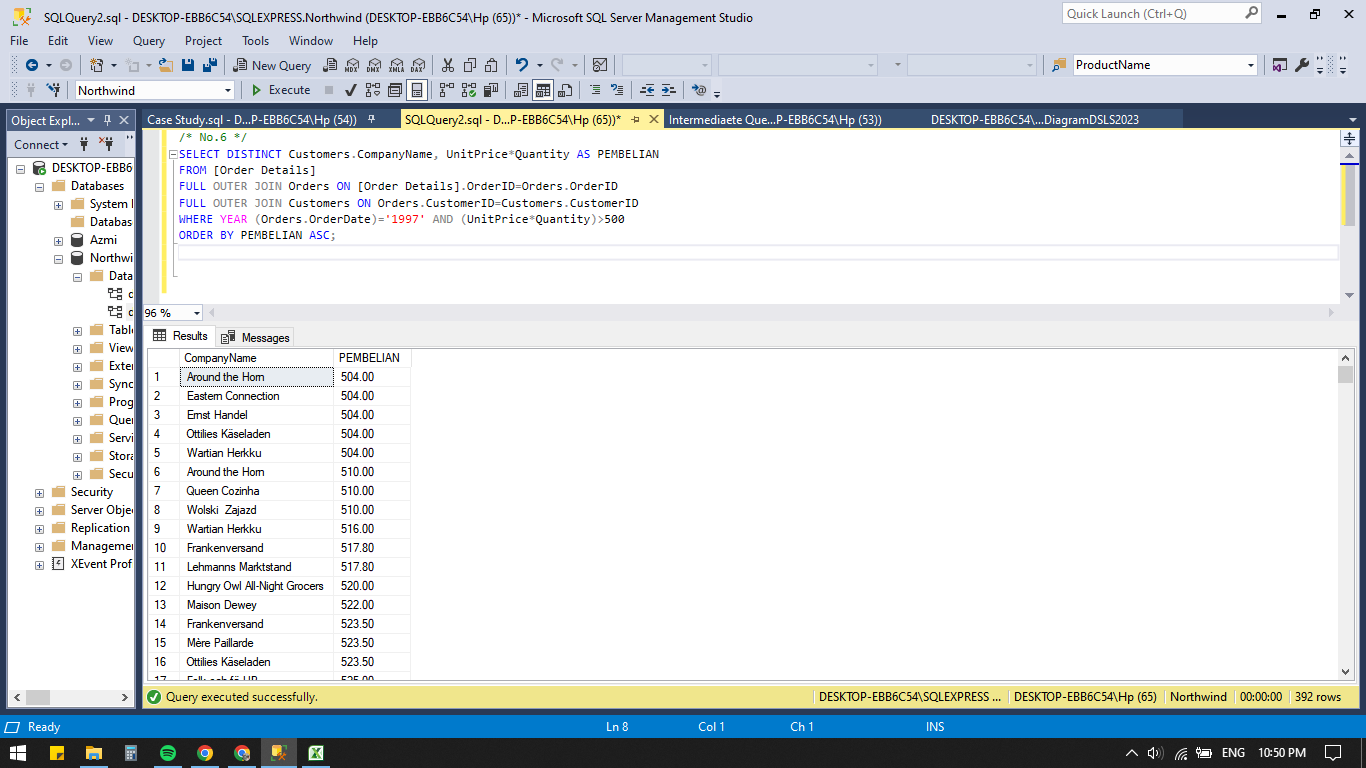 SQLQuery2.sql - DESKTOP-EBB6C54\SQLEXPRESS.Northwind (DESKTOP-EBB6C54\Hp (65))* - Microsoft SQL Server Management Studio
Quick Launch (Ctrl+Q)
File Edit View Query Project Tools Window Help
New Query MDX DMX XMLA DAX ProductName
Northwind Execute
Object Expl... Case Study.sql - D...P-EBB6C54\Hp (54)) SQLQuery2.sql - D...P-EBB6C54\Hp (65))* Intermediaete Que...P-EBB6C54\Hp (53)) DESKTOP-EBB6C54\...DiagramDSLS2023
Connect
DESKTOP-EBB6
Databases
System
Databas
Azmi
Northwi
Data
Table
View
Exter
Sync
Prog
Quer
Servi
Stora
Secu
Security
Server Obje
Replication
Manageme
XEvent Prof
/* No.6 */
SELECT DISTINCT Customers.CompanyName, UnitPrice*Quantity AS PEMBELIAN
FROM [Order Details]
FULL OUTER JOIN Orders ON [Order Details].OrderID=Orders.OrderID
FULL OUTER JOIN Customers ON Orders.CustomerID=Customers.CustomerID
WHERE YEAR (Orders.OrderDate)='1997' AND (UnitPrice*Quantity)>500
ORDER BY PEMBELIAN ASC;
96 %
Results Messages
CompanyName PEMBELIAN
1 Around the Horn 504.00
2 Eastern Connection 504.00
3 Ernst Handel 504.00
4 Ottilies Käseladen 504.00
5 Wartian Herkku 504.00
6 Around the Horn 510.00
7 Queen Cozinha 510.00
8 Wolski  Zajazd 510.00
9 Wartian Herkku 516.00
10 Frankenversand 517.80
11 Lehmanns Marktstand 517.80
12 Hungry Owl All-Night Grocers 520.00
13 Maison Dewey 522.00
14 Frankenversand 523.50
15 Mère Paillarde 523.50
16 Ottilies Käseladen 523.50
Query executed successfully. DESKTOP-EBB6C54\SQLEXPRESS ... DESKTOP-EBB6C54\Hp (65) Northwind 00:00:00 392 rows
Ready Ln 8 Col 1 Ch 1 INS
ENG 10:50 PM